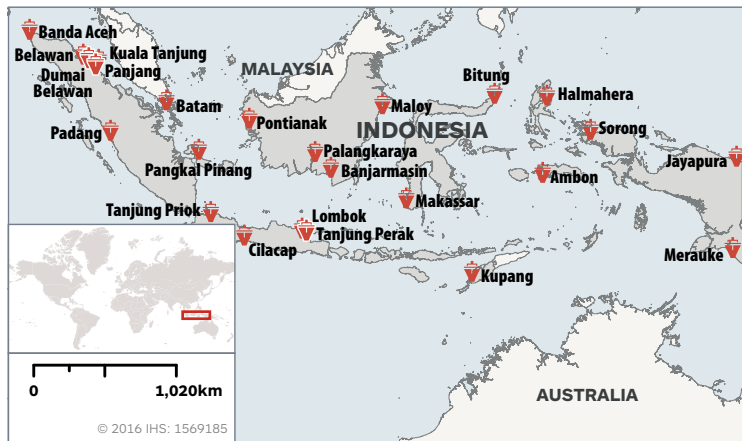 Banda Aceh
Belawan
Kuala Tanjung
Dumai
Panjang
Belawan
MALAYSIA
Batam
Padang
Pontianak
Maloy
Bitung
Halmahera
INDONESIA
Sorong
Pangkal Pinang
Palangkaraya
Banjarmasin
Jayapura
Ambon
Makassar
Tanjung Priok
Lombok
Tanjung Perak
Cilacap
Merauke
Kupang
AUSTRALIA
0
1,020km
© 2016 IHS: 1569185